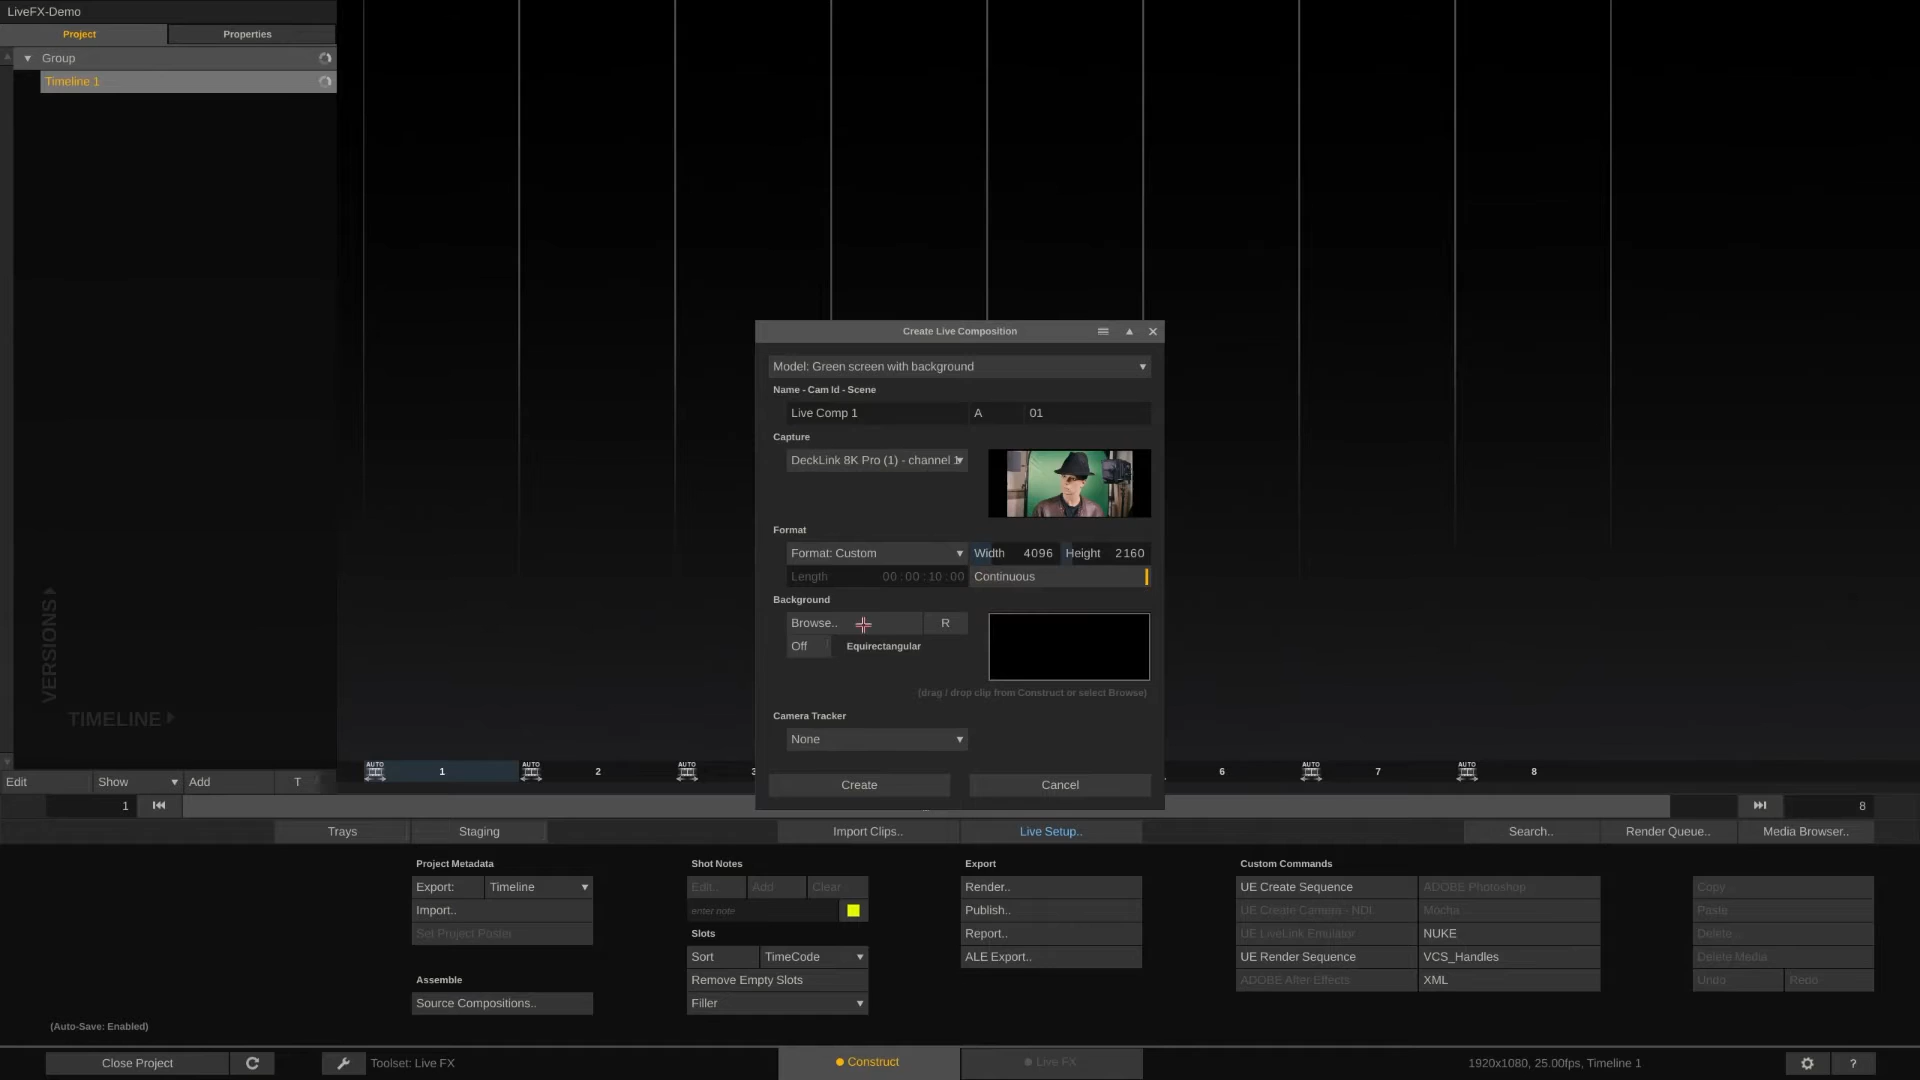 LiveFX-Demo
Project
Properties
Group
Timeline 1
VERSIONS
TIMELINE
Create Live Composition
Model: Green screen with background
Name - Cam Id - Scene
Live Comp 1 A 01
Capture
DeckLink 8K Pro (1) - channel 1
Format
Format: Custom Width 4096 Height 2160
Length 00:00:10:00 Continuous
Background
Browse.. R
Off Equirectangular
(drag / drop clip from Construct or select Browse)
Camera Tracker
None
Create Cancel
AUTO 1 AUTO 2 AUTO 3 6 AUTO 7 AUTO 8
Edit Show Add T
1 8
Trays Staging Import Clips.. Live Setup.. Search.. Render Queue.. Media Browser..
Project Metadata
Export: Timeline
Import..
Set Project Poster
Assemble
Source Compositions..
Shot Notes
Edit.. Add Clear
enter note
Slots
Sort TimeCode
Remove Empty Slots
Filler
Export
Render..
Publish..
Report..
ALE Export..
Custom Commands
UE Create Sequence ADOBE Photoshop
UE Create Camera - NDI Mocha...
UE LiveLink Emulator NUKE
UE Render Sequence VCS_Handles
ADOBE After Effects XML
Copy...
Paste...
Delete...
Delete Media
Undo Redo
(Auto-Save: Enabled)
Close Project Toolset: Live FX Construct Live FX 1920x1080, 25.00fps, Timeline 1 ?